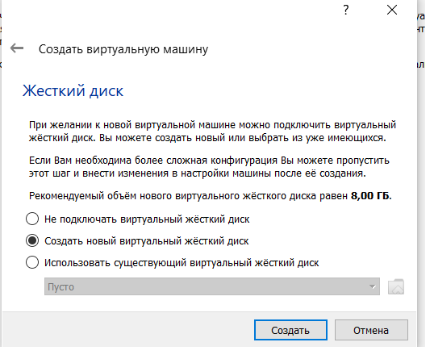 ?
Создать виртуальную машину
Жесткий диск
При желании к новой виртуальной машине можно подключить виртуальный
жёсткий диск. Вы можете создать новый или выбрать из уже имеющихся.
Если Вам необходима более сложная конфигурация Вы можете пропустить
этот шаг и внести изменения в настройки машины после её создания.
Рекомендуемый объём нового виртуального жёсткого диска равен 8,00 ГБ.
Не подключать виртуальный жёсткий диск
Создать новый виртуальный жёсткий диск
Использовать существующий виртуальный жёсткий диск
Пусто
Создать
Отмена